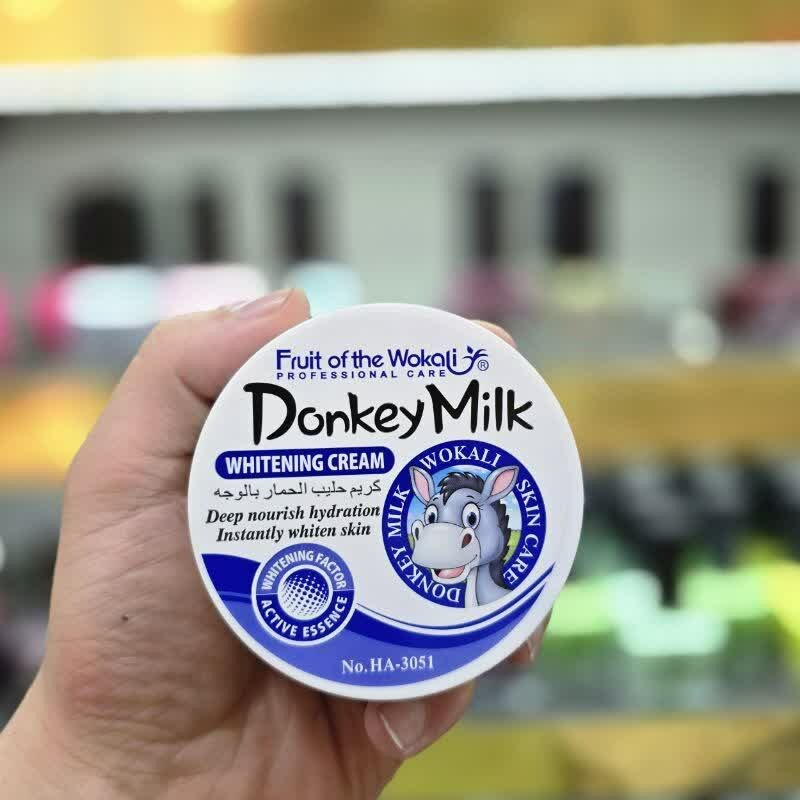 Fruit of the Wokali ®
PROFESSIONAL CARE
Donkey Milk
WHITENING CREAM
كريم حليب الحمار بالوجه
Deep nourish hydration
Instantly whiten skin
WOKALI SKIN CARE
DONKEY MILK
WHITENING FACTOR
ACTIVE ESSENCE
No.HA-3051